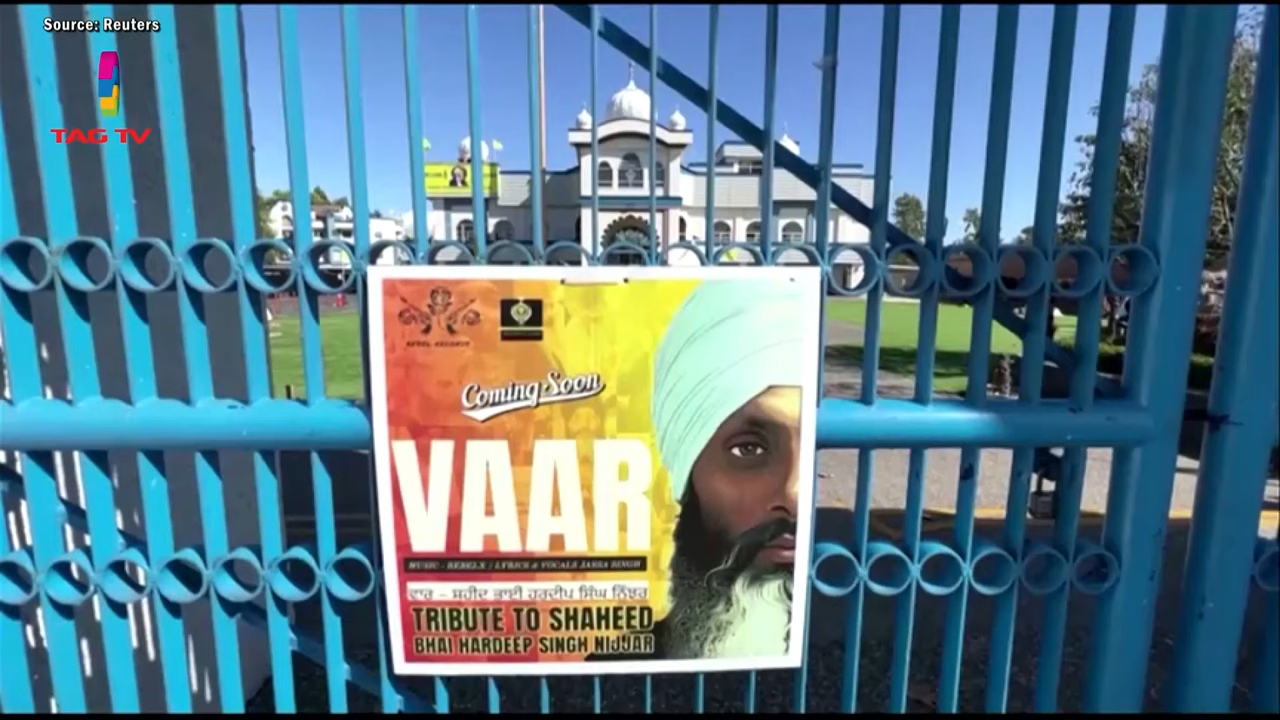 Source: Reuters
TAG TV
REBEL RECORDS
Coming Soon
VAAR
MUSIC - REBELX / LYRICS & VOCALS JASSA SINGH
ਵਾਰ - ਸ਼ਹੀਦ ਭਾਈ ਹਰਦੀਪ ਸਿੰਘ ਨਿੱਝਰ
TRIBUTE TO SHAHEED
BHAI HARDEEP SINGH NIJJAR